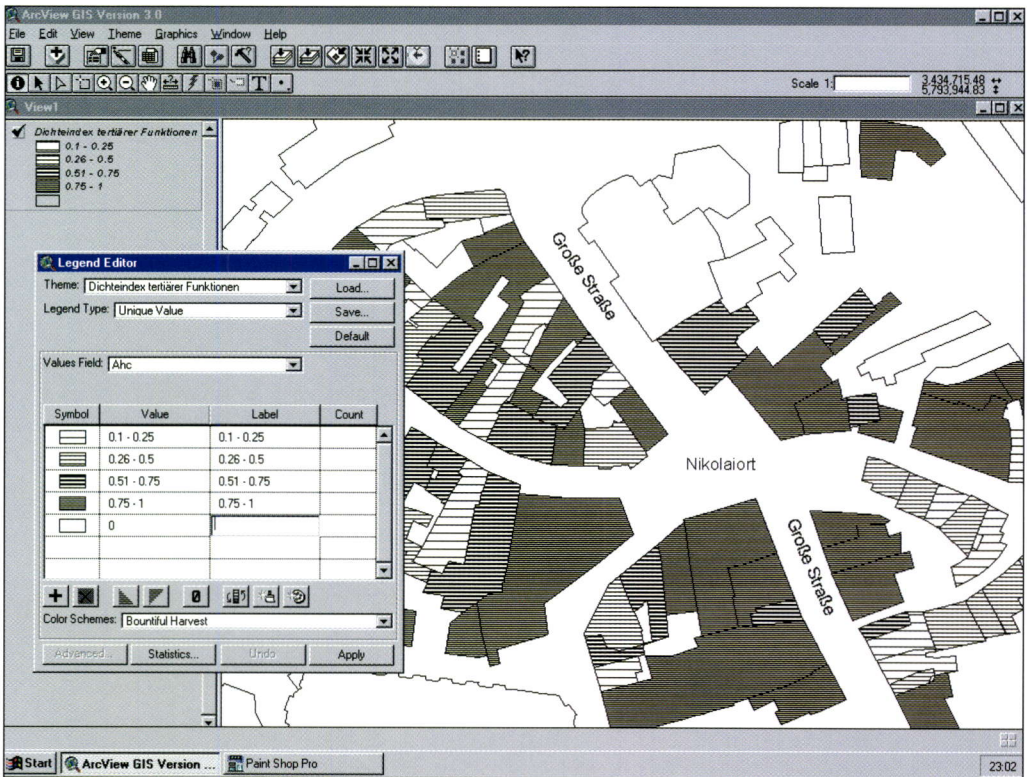 ArcView GIS Version 3.0
File Edit View Theme Graphics Window Help
Scale 1:
3,434,715.48
5,793,944.83
View1
Dichteindex tertiärer Funktionen
0.1 - 0.25
0.26 - 0.5
0.51 - 0.75
0.75 - 1
Legend Editor
Theme: Dichteindex tertiärer Funktionen Load...
Legend Type: Unique Value Save...
Default
Values Field: Ahc
Symbol Value Label Count
0.1 - 0.25 0.1 - 0.25
0.26 - 0.5 0.26 - 0.5
0.51 - 0.75 0.51 - 0.75
0.75 - 1 0.75 - 1
0
Color Schemes: Bountiful Harvest
Advanced... Statistics... Undo Apply
Große Straße
Nikolaiort
Große Straße
Start ArcView GIS Version ... Paint Shop Pro 23:02